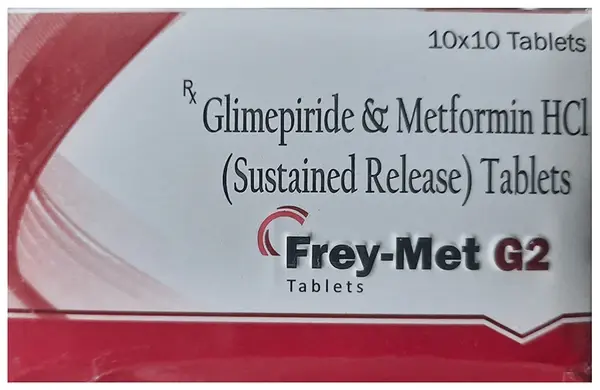 10x10 Tablets
Rx Glimepiride & Metformin HCl
(Sustained Release) Tablets
Frey-Met G2
Tablets